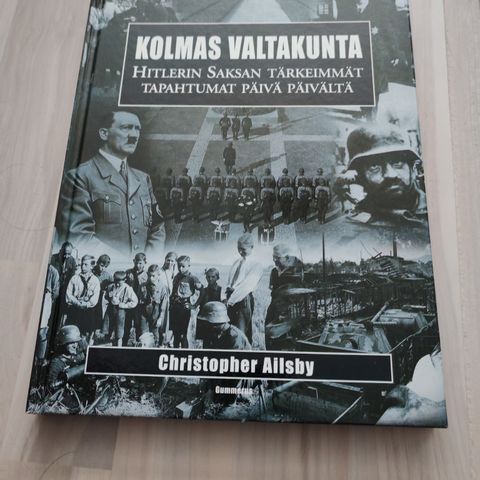 KOLMAS VALTAKUNTA
HITLERIN SAKSAN TÄRKEIMMÄT
TAPAHTUMAT PÄIVÄ PÄIVÄLTÄ
Christopher Ailsby
Gummerus